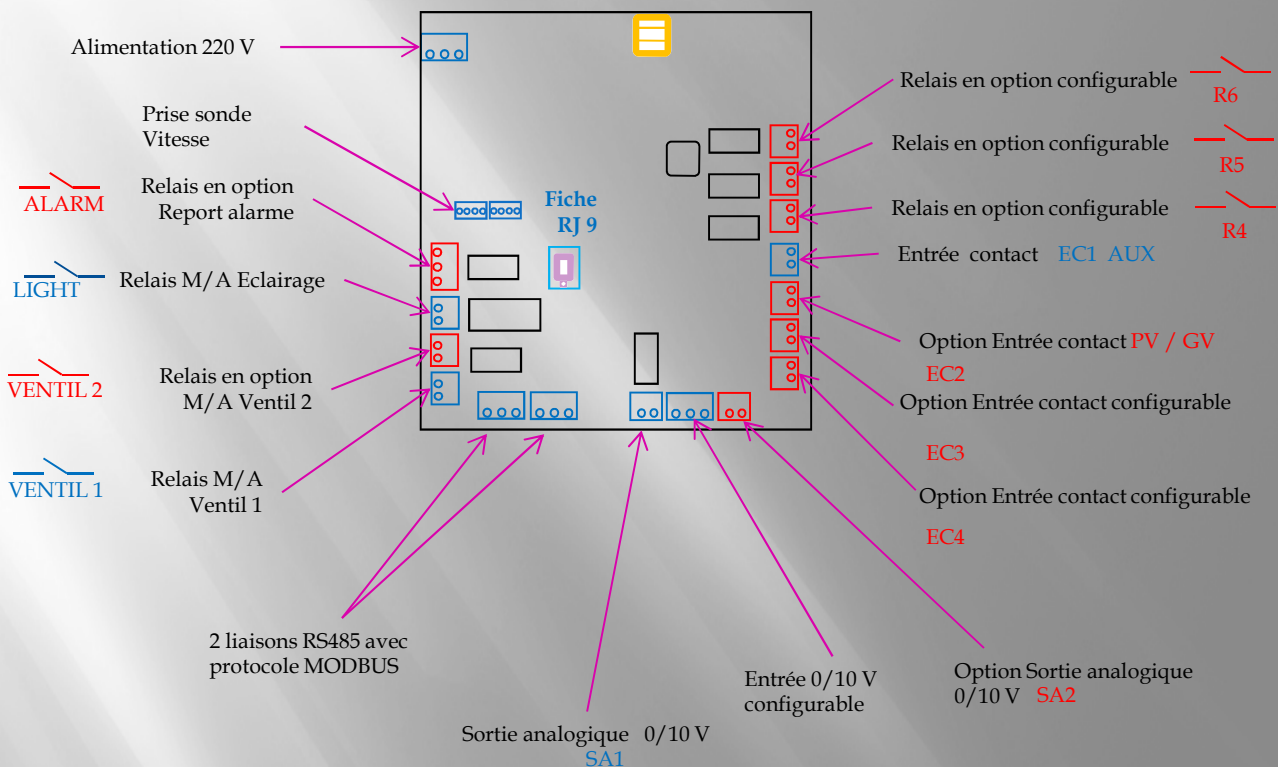 Alimentation 220 V
Prise sonde
Vitesse
ALARM
Relais en option
Report alarme
LIGHT
Relais M/A Eclairage
VENTIL 2
Relais en option
M/A Ventil 2
VENTIL 1
Relais M/A
Ventil 1
Fiche
RJ 9
Relais en option configurable
R6
Relais en option configurable
R5
Relais en option configurable
R4
Entrée contact EC1 AUX
Option Entrée contact PV / GV
EC2
Option Entrée contact configurable
EC3
Option Entrée contact configurable
EC4
2 liaisons RS485 avec
protocole MODBUS
Sortie analogique 0/10 V
SA1
Entrée 0/10 V
configurable
Option Sortie analogique
0/10 V SA2